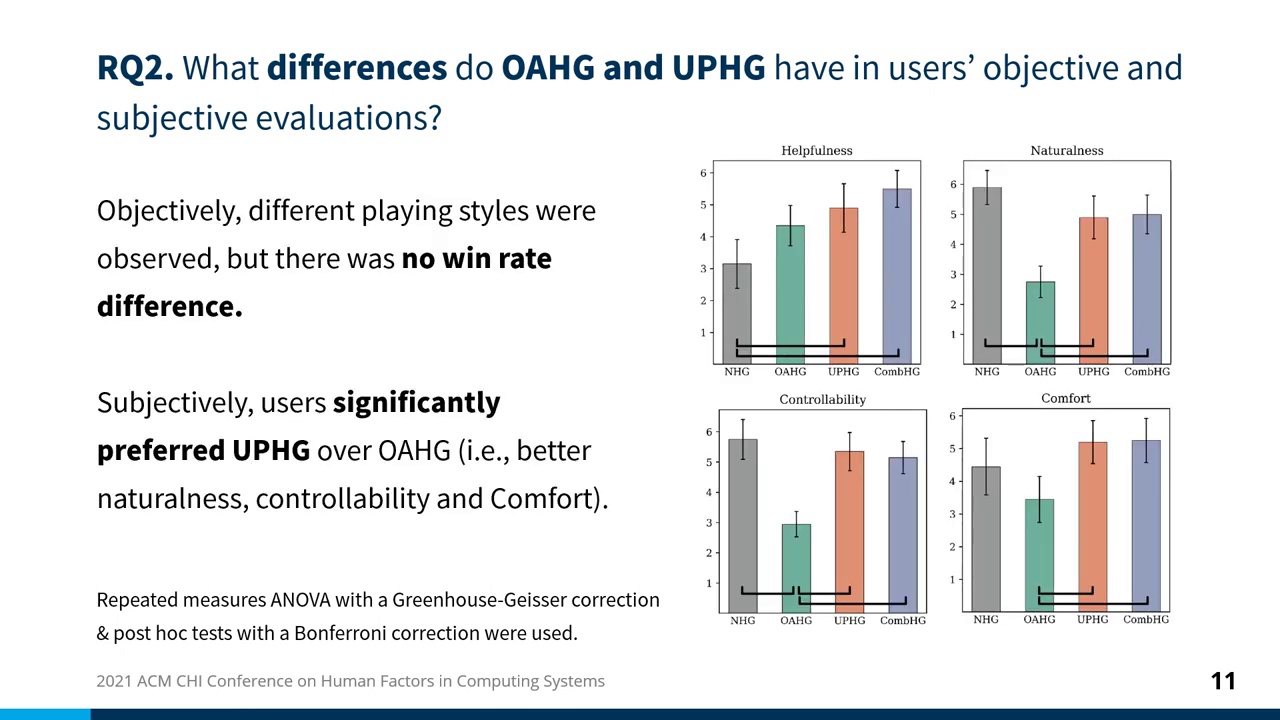 RQ2. What differences do OAHG and UPHG have in users’ objective and
subjective evaluations?
Objectively, different playing styles were
observed, but there was no win rate
difference.
Subjectively, users significantly
preferred UPHG over OAHG (i.e., better
naturalness, controllability and Comfort).
Repeated measures ANOVA with a Greenhouse-Geisser correction
& post hoc tests with a Bonferroni correction were used.
Helpfulness
6
5
4
3
2
1
NHG OAHG UPHG CombHG
Naturalness
6
5
4
3
2
1
NHG OAHG UPHG CombHG
Controllability
6
5
4
3
2
1
NHG OAHG UPHG CombHG
Comfort
6
5
4
3
2
1
NHG OAHG UPHG CombHG
2021 ACM CHI Conference on Human Factors in Computing Systems
11